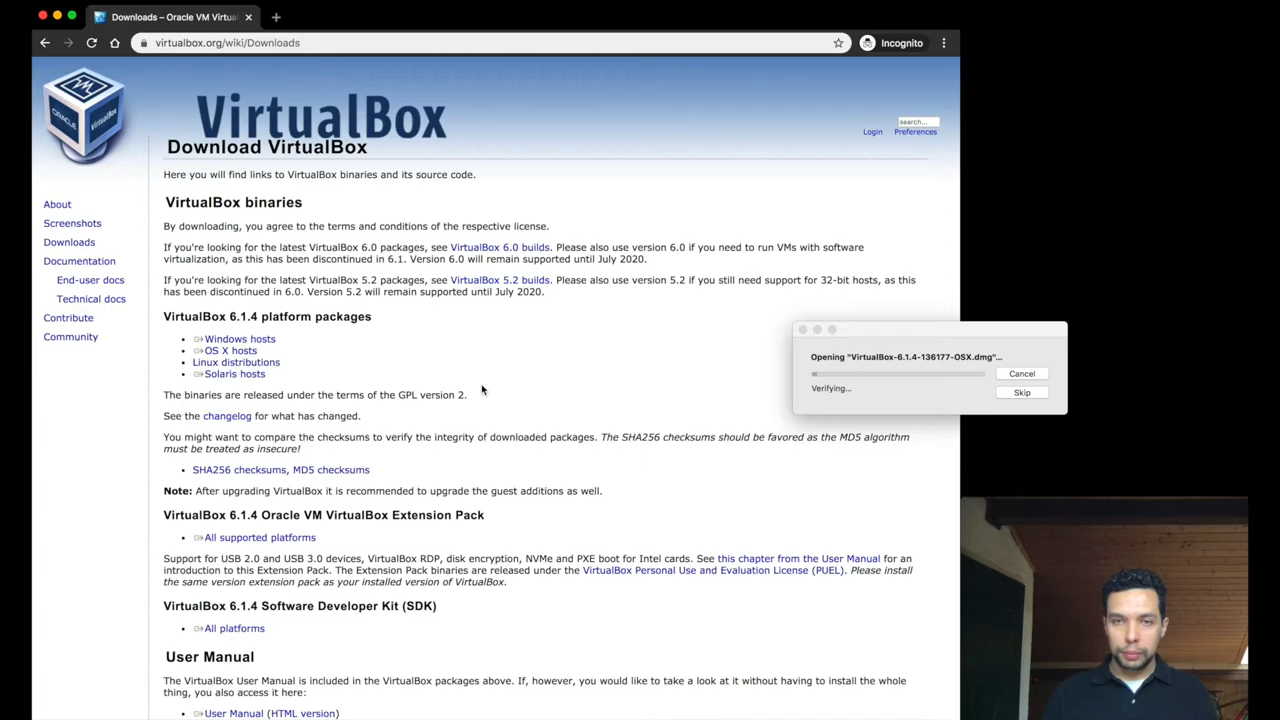 Downloads – Oracle VM Virtua
virtualbox.org/wiki/Downloads
Incognito
ORACLE
VirtualBox
VirtualBox
search...
Login
Preferences
Download VirtualBox
Here you will find links to VirtualBox binaries and its source code.
About
Screenshots
Downloads
Documentation
End-user docs
Technical docs
Contribute
Community
VirtualBox binaries
By downloading, you agree to the terms and conditions of the respective license.
If you're looking for the latest VirtualBox 6.0 packages, see VirtualBox 6.0 builds. Please also use version 6.0 if you need to run VMs with software
virtualization, as this has been discontinued in 6.1. Version 6.0 will remain supported until July 2020.
If you're looking for the latest VirtualBox 5.2 packages, see VirtualBox 5.2 builds. Please also use version 5.2 if you still need support for 32-bit hosts, as this
has been discontinued in 6.0. Version 5.2 will remain supported until July 2020.
VirtualBox 6.1.4 platform packages
Windows hosts
OS X hosts
Linux distributions
Solaris hosts
The binaries are released under the terms of the GPL version 2.
See the changelog for what has changed.
You might want to compare the checksums to verify the integrity of downloaded packages. The SHA256 checksums should be favored as the MD5 algorithm
must be treated as insecure!
SHA256 checksums, MD5 checksums
Note: After upgrading VirtualBox it is recommended to upgrade the guest additions as well.
VirtualBox 6.1.4 Oracle VM VirtualBox Extension Pack
All supported platforms
Support for USB 2.0 and USB 3.0 devices, VirtualBox RDP, disk encryption, NVMe and PXE boot for Intel cards. See this chapter from the User Manual for an
introduction to this Extension Pack. The Extension Pack binaries are released under the VirtualBox Personal Use and Evaluation License (PUEL). Please install
the same version extension pack as your installed version of VirtualBox.
VirtualBox 6.1.4 Software Developer Kit (SDK)
All platforms
User Manual
The VirtualBox User Manual is included in the VirtualBox packages above. If, however, you would like to take a look at it without having to install the whole
thing, you also access it here:
User Manual (HTML version)
Opening "VirtualBox-6.1.4-136177-OSX.dmg"...
Cancel
Verifying...
Skip